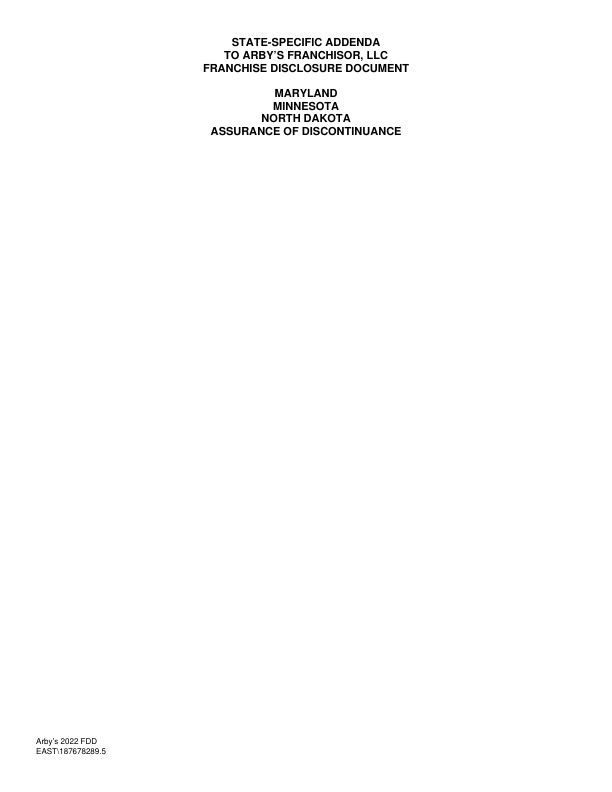 STATE-SPECIFIC ADDENDA
TO ARBY’S FRANCHISOR, LLC
FRANCHISE DISCLOSURE DOCUMENT
MARYLAND
MINNESOTA
NORTH DAKOTA
ASSURANCE OF DISCONTINUANCE
Arby’s 2022 FDD
EAST\187678289.5